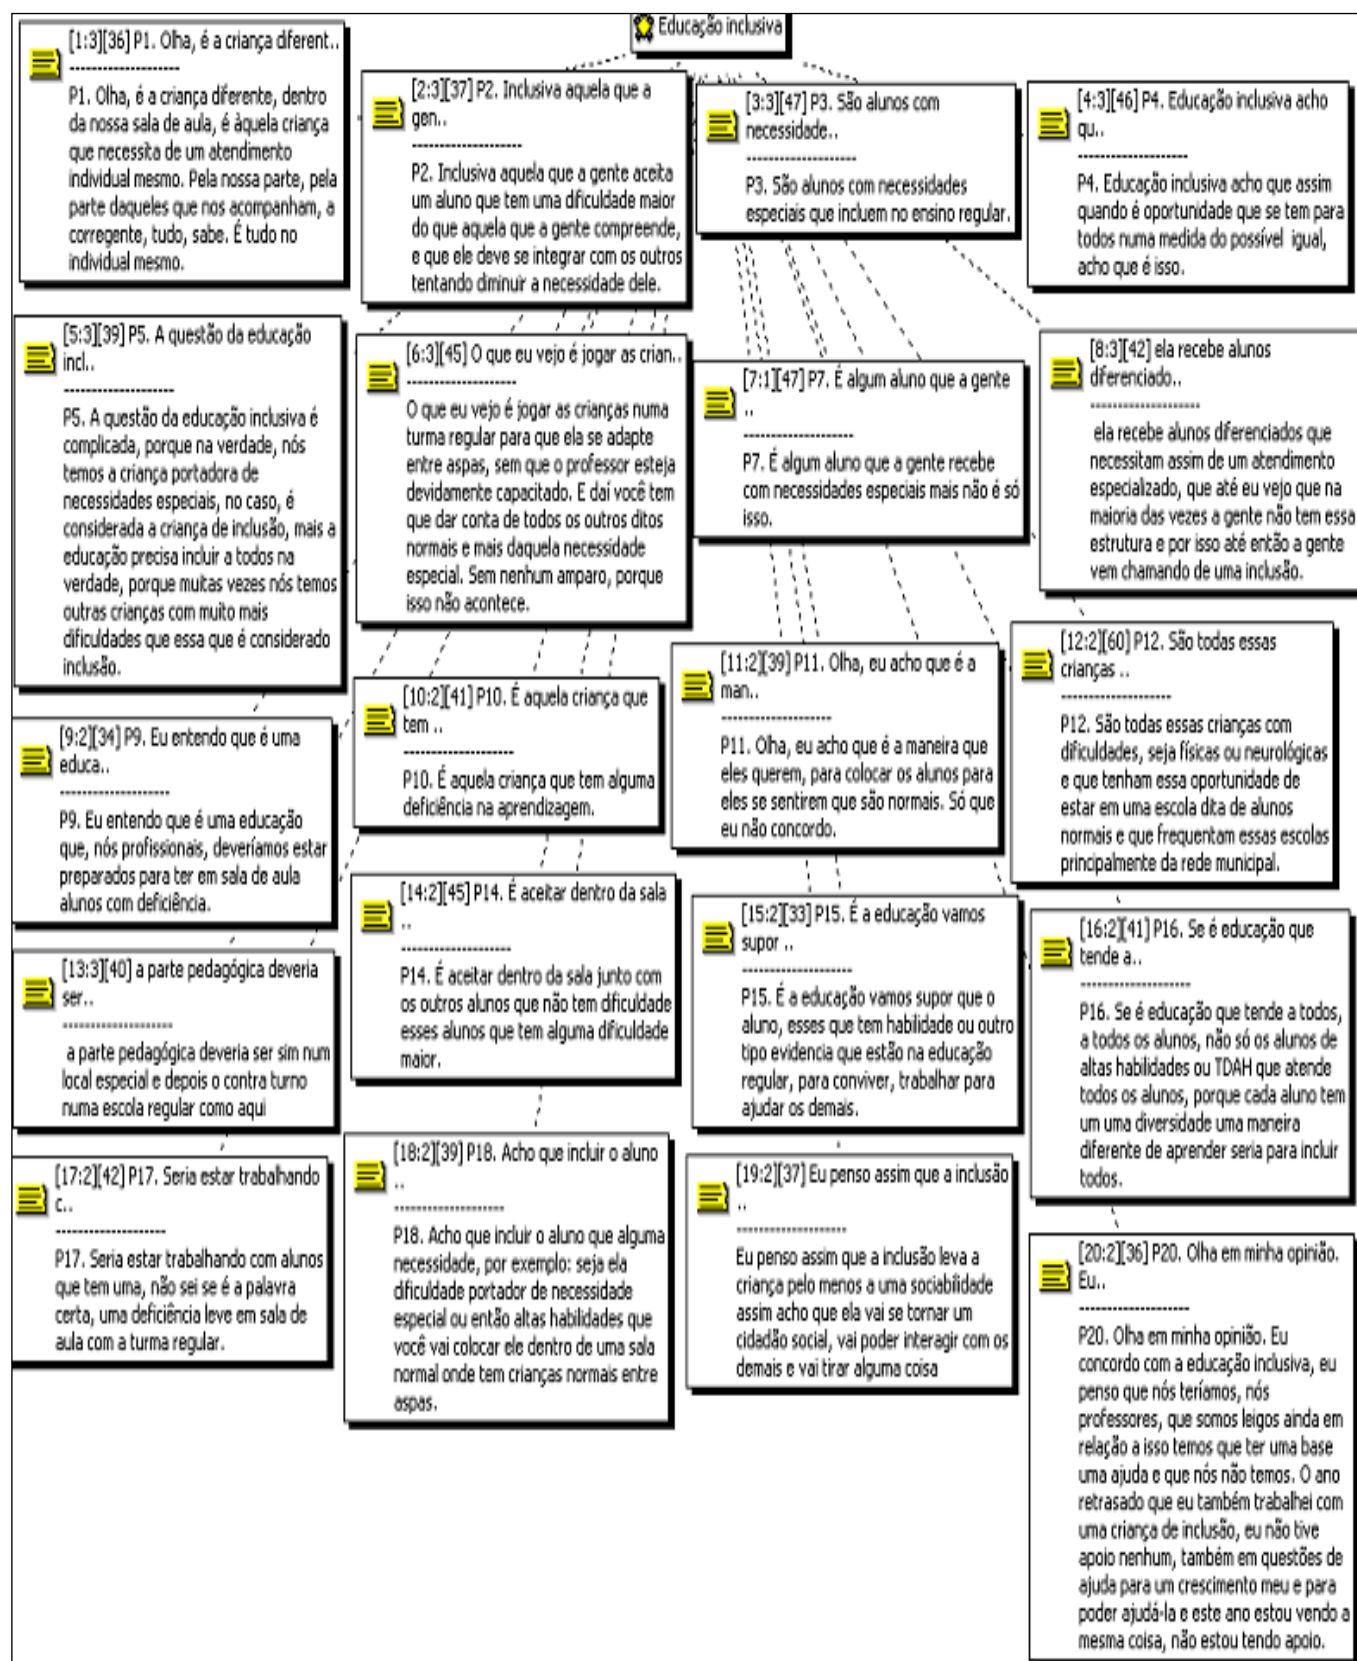 Educação inclusiva
[1:3][36] P1. Olha, é a criança diferent..
--------------------
P1. Olha, é a criança diferente, dentro
da nossa sala de aula, é àquela criança
que necessita de um atendimento
individual mesmo. Pela nossa parte, pela
parte daqueles que nos acompanham, a
corregente, tudo, sabe. É tudo no
individual mesmo.
[2:3][37] P2. Inclusiva aquela que a
gen..
--------------------
P2. Inclusiva aquela que a gente aceita
um aluno que tem uma dificuldade maior
do que aquela que a gente compreende,
e que ele deve se integrar com os outros
tentando diminuir a necessidade dele.
[3:3][47] P3. São alunos com
necessidade..
--------------------
P3. São alunos com necessidades
especiais que incluem no ensino regular.
[4:3][46] P4. Educação inclusiva acho
qu..
--------------------
P4. Educação inclusiva acho que assim
quando é oportunidade que se tem para
todos numa medida do possível igual,
acho que é isso.
[5:3][39] P5. A questão da educação
incl..
--------------------
P5. A questão da educação inclusiva é
complicada, porque na verdade, nós
temos a criança portadora de
necessidades especiais, no caso, é
considerada a criança de inclusão, mais a
educação precisa incluir a todos na
verdade, porque muitas vezes nós temos
outras crianças com muito mais
dificuldades que essa que é considerado
inclusão.
[6:3][45] O que eu vejo é jogar as crian..
--------------------
O que eu vejo é jogar as crianças numa
turma regular para que ela se adapte
entre aspas, sem que o professor esteja
devidamente capacitado. E daí você tem
que dar conta de todos os outros ditos
normais e mais daquela necessidade
especial. Sem nenhum amparo, porque
isso não acontece.
[7:1][47] P7. É algum aluno que a gente
..
--------------------
P7. É algum aluno que a gente recebe
com necessidades especiais mais não é só
isso.
[8:3][42] ela recebe alunos
diferenciado..
--------------------
ela recebe alunos diferenciados que
necessitam assim de um atendimento
especializado, que até eu vejo que na
maioria das vezes a gente não tem essa
estrutura e por isso até então a gente
vem chamando de uma inclusão.
[9:2][34] P9. Eu entendo que é uma
educa..
--------------------
P9. Eu entendo que é uma educação
que, nós profissionais, deveríamos estar
preparados para ter em sala de aula
alunos com deficiência.
[10:2][41] P10. É aquela criança que
tem ..
--------------------
P10. É aquela criança que tem alguma
deficiência na aprendizagem.
[11:2][39] P11. Olha, eu acho que é a
man..
--------------------
P11. Olha, eu acho que é a maneira que
eles querem, para colocar os alunos para
eles se sentirem que são normais. Só que
eu não concordo.
[12:2][60] P12. São todas essas
crianças ..
--------------------
P12. São todas essas crianças com
dificuldades, seja físicas ou neurológicas
e que tenham essa oportunidade de
estar em uma escola dita de alunos
normais e que frequentam essas escolas
principalmente da rede municipal.
[13:3][40] a parte pedagógica deveria
ser..
--------------------
a parte pedagógica deveria ser sim num
local especial e depois o contra turno
numa escola regular como aqui
[14:2][45] P14. É aceitar dentro da sala
..
--------------------
P14. É aceitar dentro da sala junto com
os outros alunos que não tem dificuldade
esses alunos que tem alguma dificuldade
maior.
[15:2][33] P15. É a educação vamos
supor ..
--------------------
P15. É a educação vamos supor que o
aluno, esses que tem habilidade ou outro
tipo evidencia que estão na educação
regular, para conviver, trabalhar para
ajudar os demais.
[16:2][41] P16. Se é educação que
tende a..
--------------------
P16. Se é educação que tende a todos,
a todos os alunos, não só os alunos de
altas habilidades ou TDAH que atende
todos os alunos, porque cada aluno tem
um uma diversidade uma maneira
diferente de aprender seria para incluir
todos.
[17:2][42] P17. Seria estar trabalhando
c..
--------------------
P17. Seria estar trabalhando com alunos
que tem uma, não sei se é a palavra
certa, uma deficiência leve em sala de
aula com a turma regular.
[18:2][39] P18. Acho que incluir o aluno
..
--------------------
P18. Acho que incluir o aluno que alguma
necessidade, por exemplo: seja ela
dificuldade portador de necessidade
especial ou então altas habilidades que
você vai colocar ele dentro de uma sala
normal onde tem crianças normais entre
aspas.
[19:2][37] Eu penso assim que a inclusão
..
--------------------
Eu penso assim que a inclusão leva a
criança pelo menos a uma sociabilidade
assim acho que ela vai se tornar um
cidadão social, vai poder interagir com os
demais e vai tirar alguma coisa
[20:2][36] P20. Olha em minha opinião.
Eu..
--------------------
P20. Olha em minha opinião. Eu
concordo com a educação inclusiva, eu
penso que nós teríamos, nós
professores, que somos leigos ainda em
relação a isso temos que ter uma base
uma ajuda e que nós não temos. O ano
retrasado que eu também trabalhei com
uma criança de inclusão, eu não tive
apoio nenhum, também em questões de
ajuda para um crescimento meu e para
poder ajudá-la e este ano estou vendo a
mesma coisa, não estou tendo apoio.